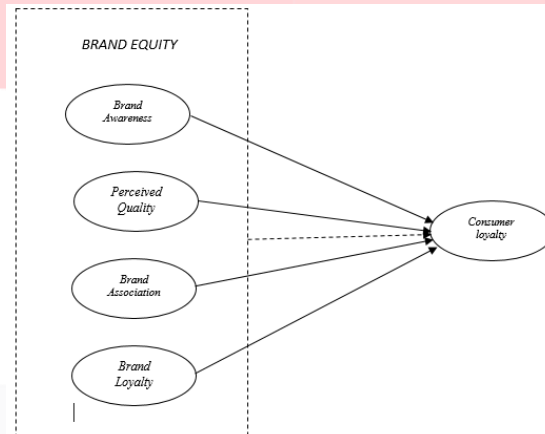 BRAND EQUITY
Brand
Awareness
Perceived
Quality
Brand
Association
Brand
Loyalty
Consumer
loyalty